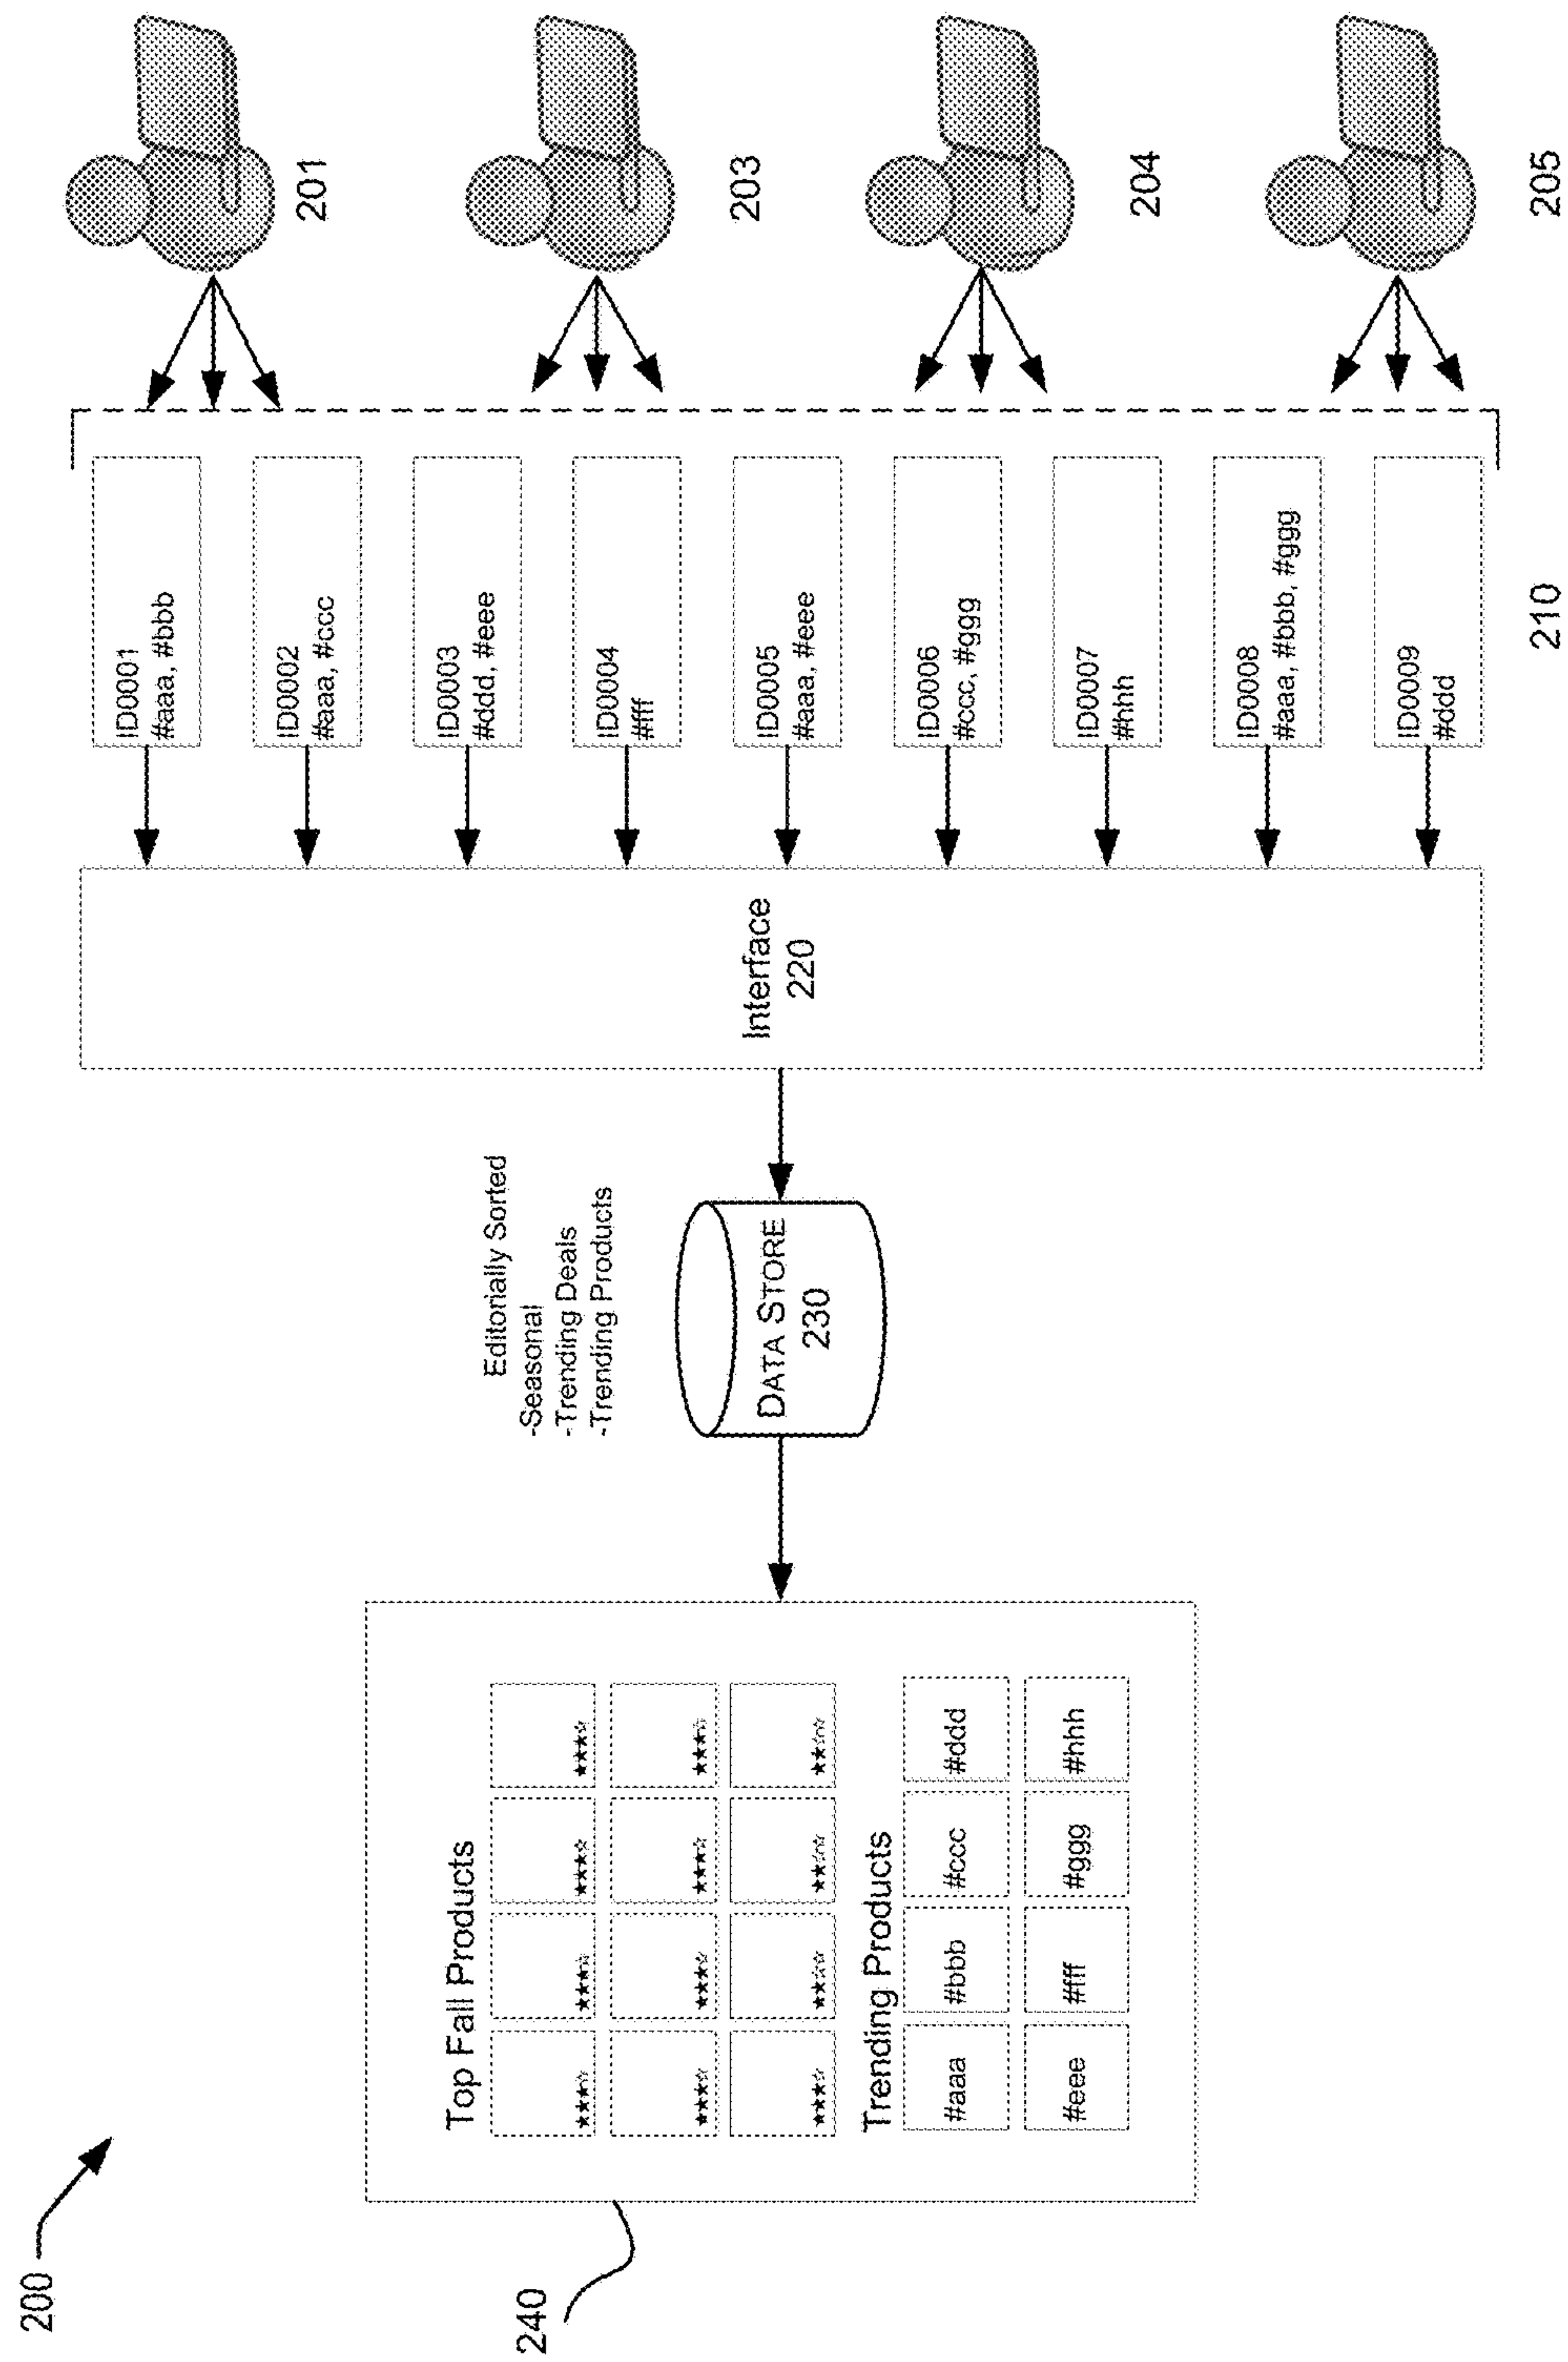 200
240
Top Fall Products
★★★☆ ★★★☆ ★★★☆ ★★★☆
★★★☆ ★★★☆ ★★★☆ ★★★☆
★★★☆ ★★☆☆ ★★☆☆ ★★☆☆
Trending Products
#aaa #bbb #ccc #ddd
#eee #fff #ggg #hhh
Editorially Sorted
-Seasonal
-Trending Deals
-Trending Products
DATA STORE
230
Interface
220
ID0001
#aaa, #bbb
ID0002
#aaa, #ccc
ID0003
#ddd, #eee
ID0004
#fff
ID0005
#aaa, #eee
ID0006
#ccc, #ggg
ID0007
#hhh
ID0008
#aaa, #bbb, #ggg
ID0009
#ddd
210
201
203
204
205